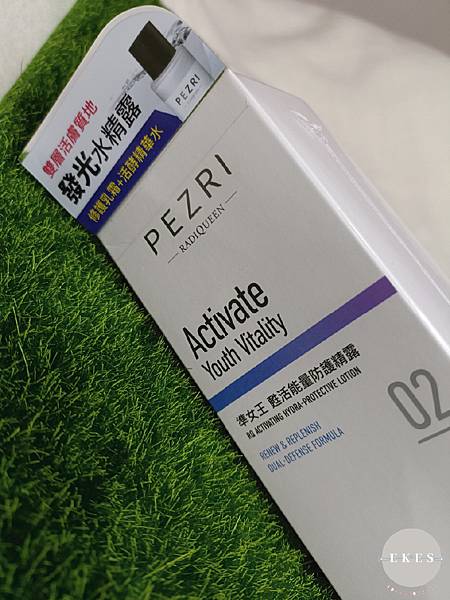 PEZRI
雙層活膚質地
發光水精露
修護乳霜+活酵精華水
PEZRI
RADIQUEEN
Activate
Youth Vitality
準女王 甦活能量防護精露
RQ ACTIVATING HYDRA-PROTECTIVE LOTION
RENEW & REPLENISH
DUAL-DEFENSE FORMULA
02
EKES